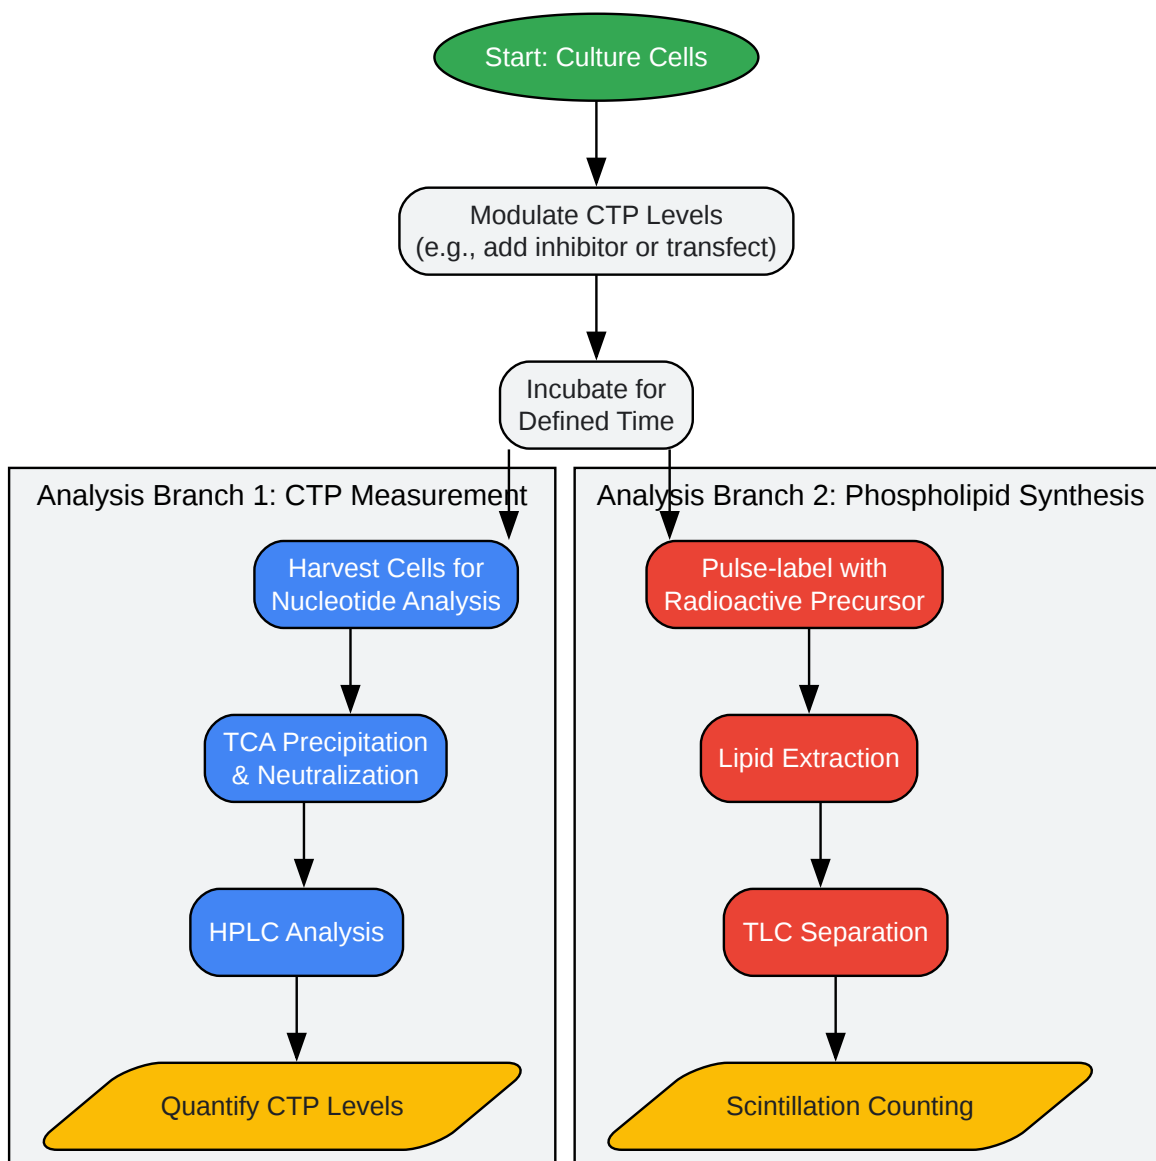 Start: Culture Cells
Modulate CTP Levels
(e.g., add inhibitor or transfect)
Incubate for
Defined Time
Analysis Branch 1: CTP Measurement
Harvest Cells for
Nucleotide Analysis
TCA Precipitation
& Neutralization
HPLC Analysis
Quantify CTP Levels
Analysis Branch 2: Phospholipid Synthesis
Pulse-label with
Radioactive Precursor
Lipid Extraction
TLC Separation
Scintillation Counting